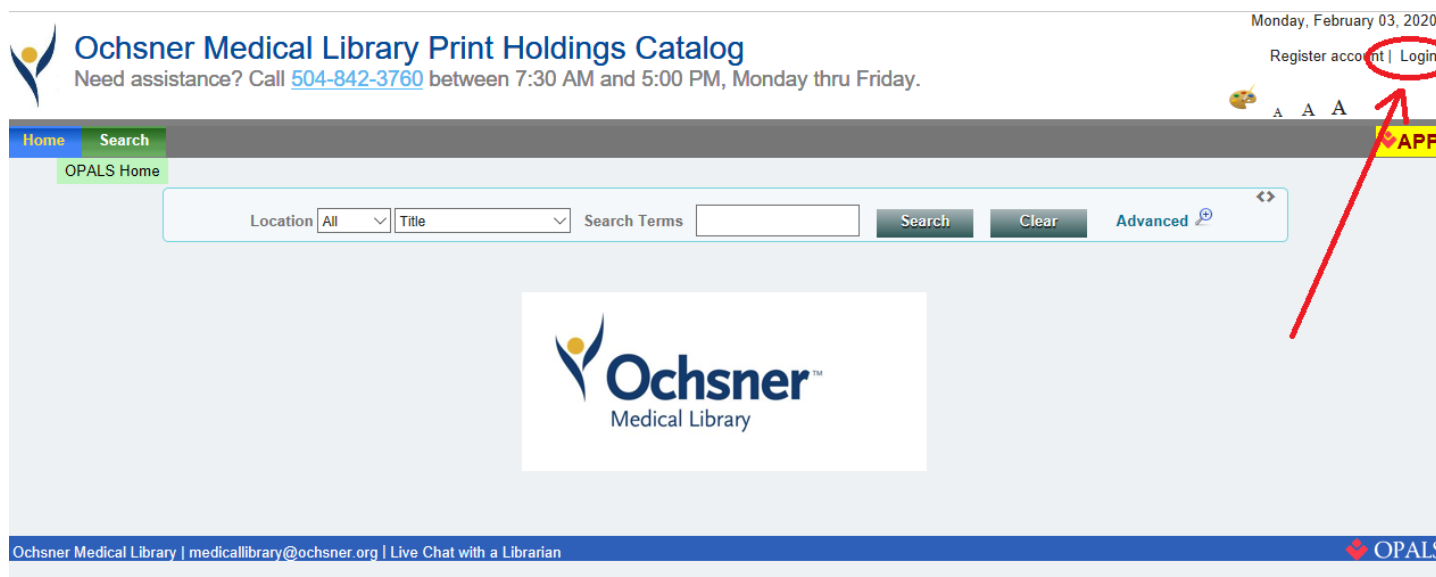 Monday, February 03, 2020
Ochsner Medical Library Print Holdings Catalog
Register account | Login
Need assistance? Call 504-842-3760 between 7:30 AM and 5:00 PM, Monday thru Friday.
A A A
Home Search
OPALS Home
Location All Title Search Terms Search Clear Advanced
Ochsner™
Medical Library
Ochsner Medical Library | medicallibrary@ochsner.org | Live Chat with a Librarian OPALS